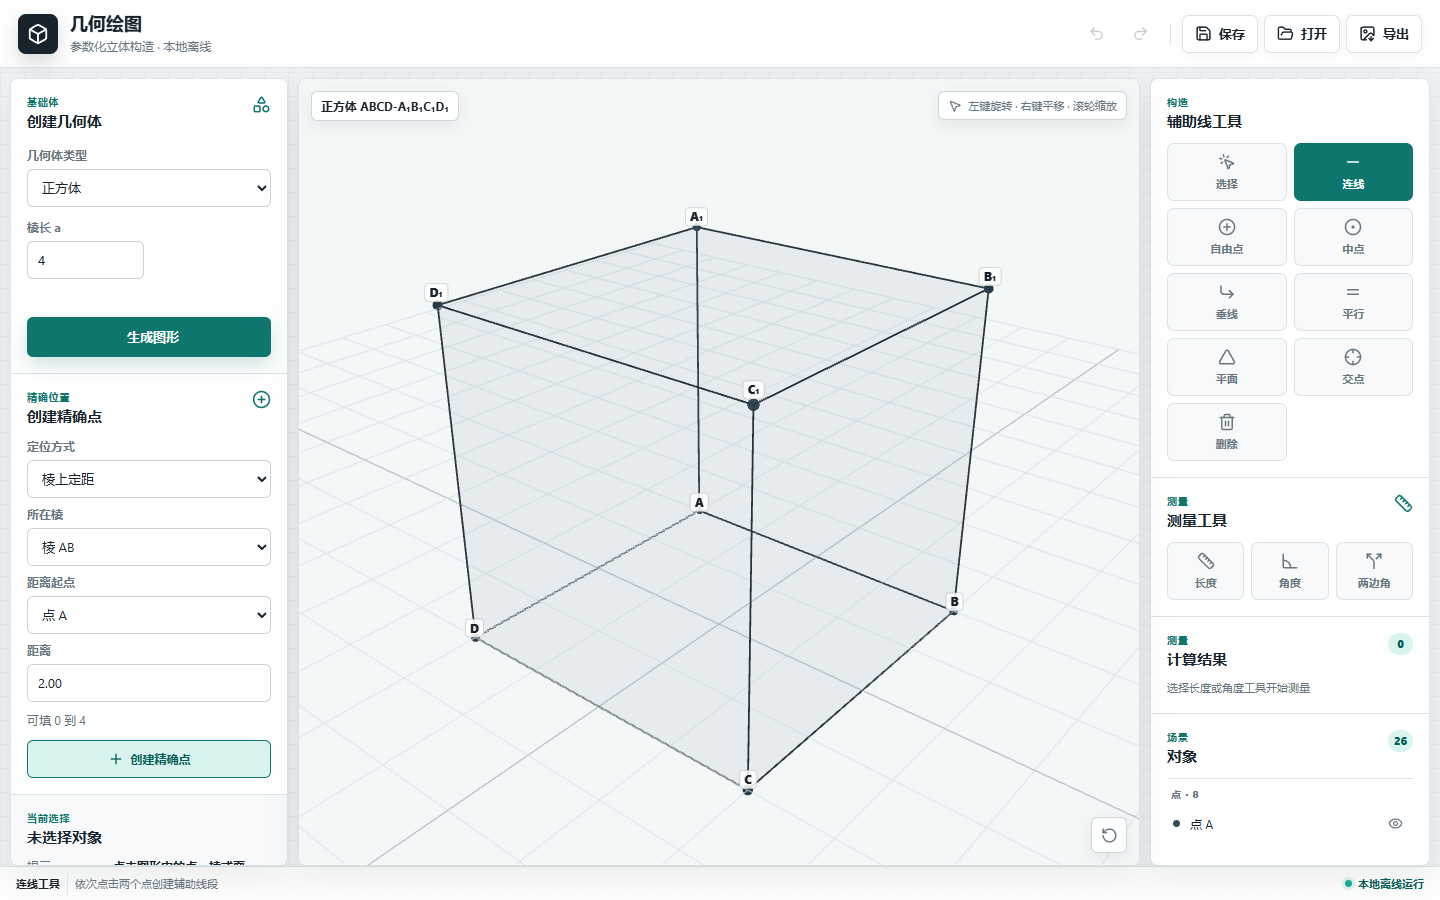 几何绘图
参数化立体构造 · 本地离线
保存
打开
导出
基础体
创建几何体
几何体类型
正方体
棱长 a
4
生成图形
精确位置
创建精确点
定位方式
棱上定距
所在棱
棱 AB
距离起点
点 A
距离
2.00
可填 0 到 4
创建精确点
当前选择
未选择对象
正方体 ABCD-A₁B₁C₁D₁
左键旋转 · 右键平移 · 滚轮缩放
A₁
B₁
D₁
C₁
A
B
D
C
构造
辅助线工具
选择
连线
自由点
中点
垂线
平行
平面
交点
删除
测量
测量工具
长度
角度
两边角
测量
计算结果
0
选择长度或角度工具开始测量
场景
对象
26
点 · 8
点 A
连线工具
依次点击两个点创建辅助线段
本地离线运行